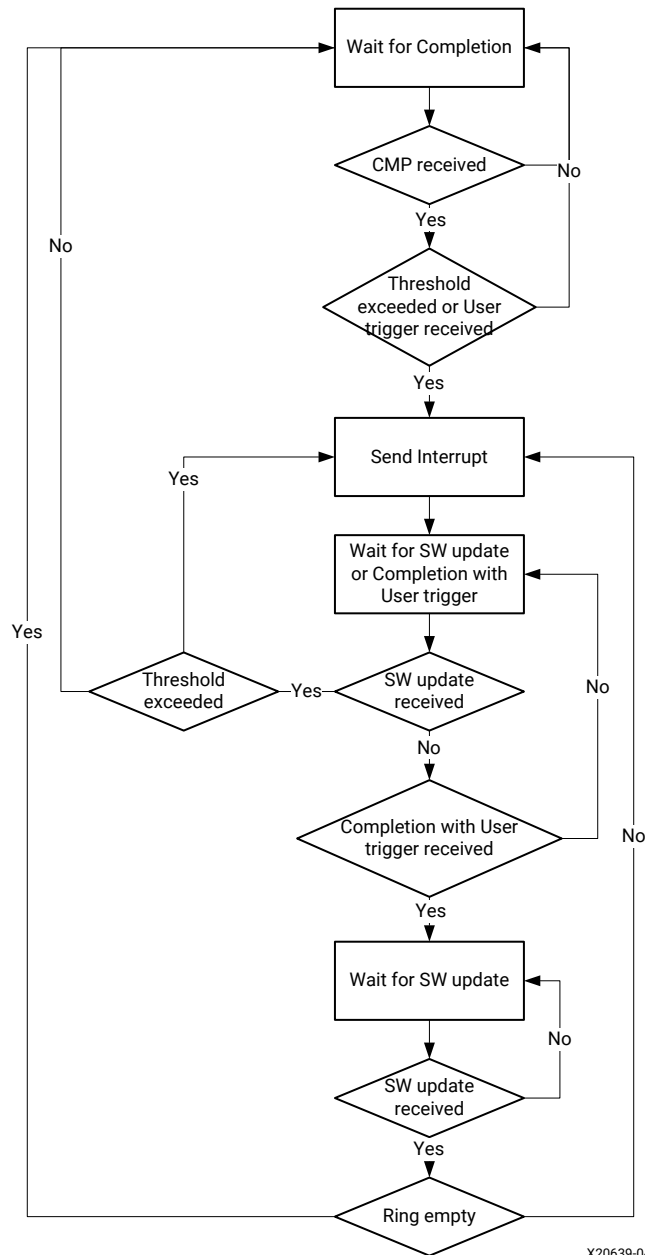 Wait for Completion
CMP received
No
Yes
No
Threshold
exceeded or User
trigger received
Yes
Send Interrupt
Yes
Wait for SW update
or Completion with
User trigger
Yes
Threshold
exceeded
Yes
SW update
received
No
No
Completion with User
trigger received
No
Yes
Wait for SW update
No
SW update
received
Yes
Ring empty